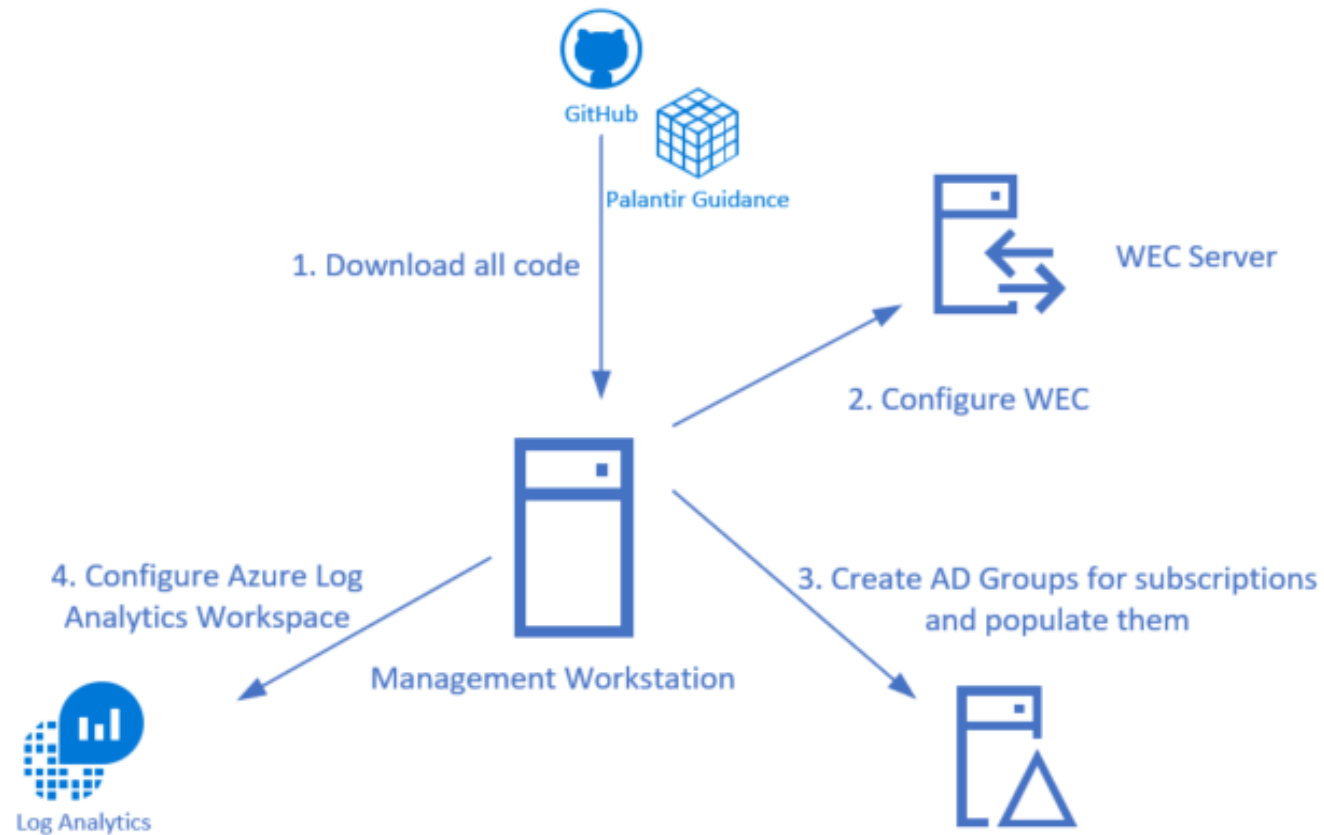 GitHub
Palantir Guidance
1. Download all code
WEC Server
2. Configure WEC
4. Configure Azure Log
Analytics Workspace
3. Create AD Groups for subscriptions
and populate them
Management Workstation
Log Analytics